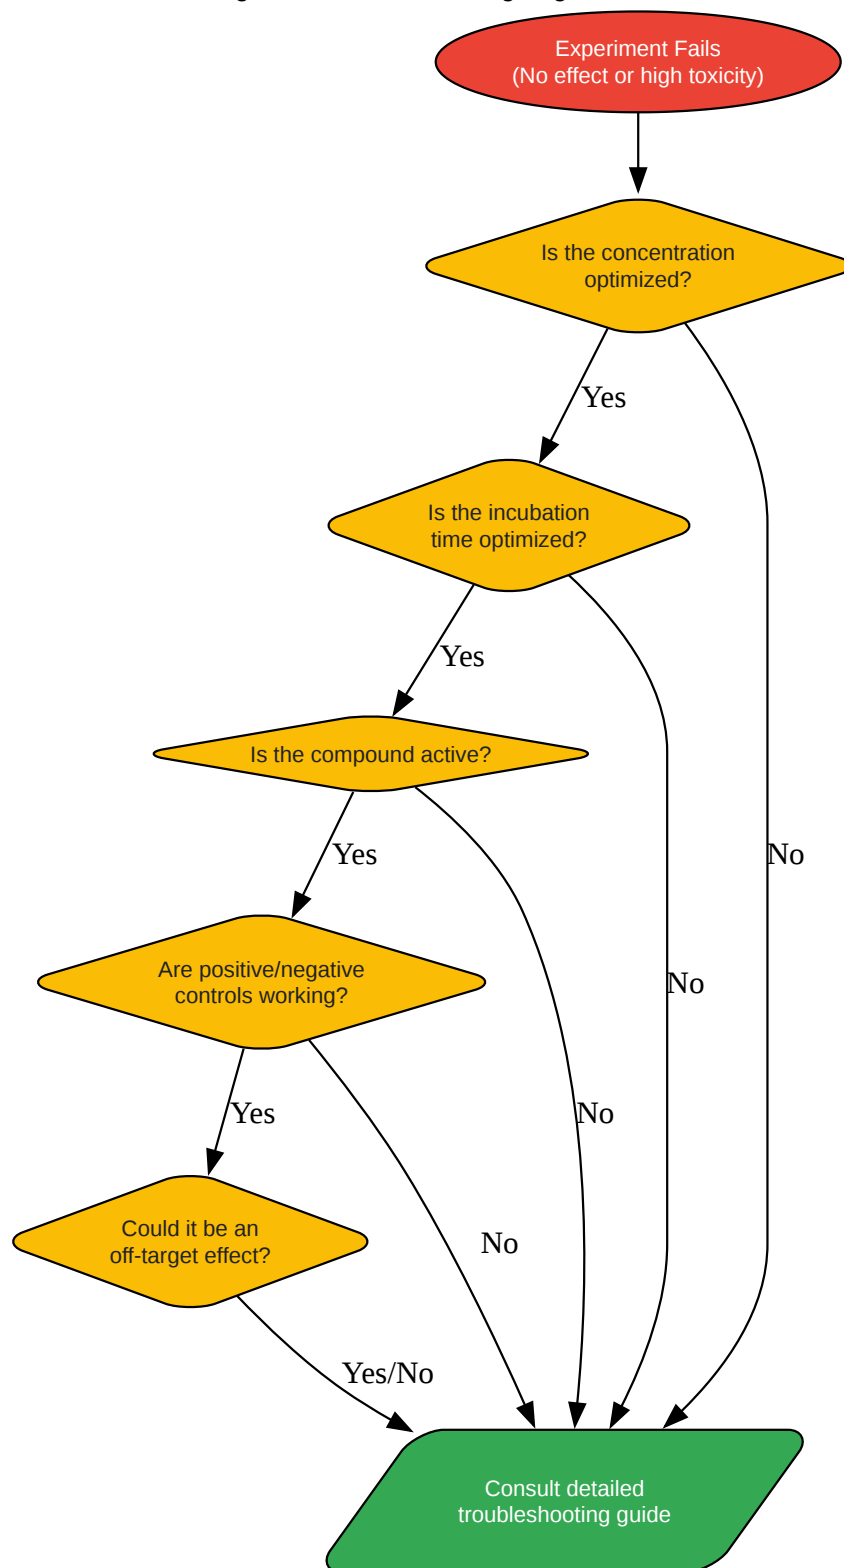 Experiment Fails
(No effect or high toxicity)
Is the concentration
optimized?
Yes
Is the incubation
time optimized?
Yes
Is the compound active?
Yes
No
Are positive/negative
controls working?
No
Yes
No
Could it be an
off-target effect?
No
Yes/No
Consult detailed
troubleshooting guide